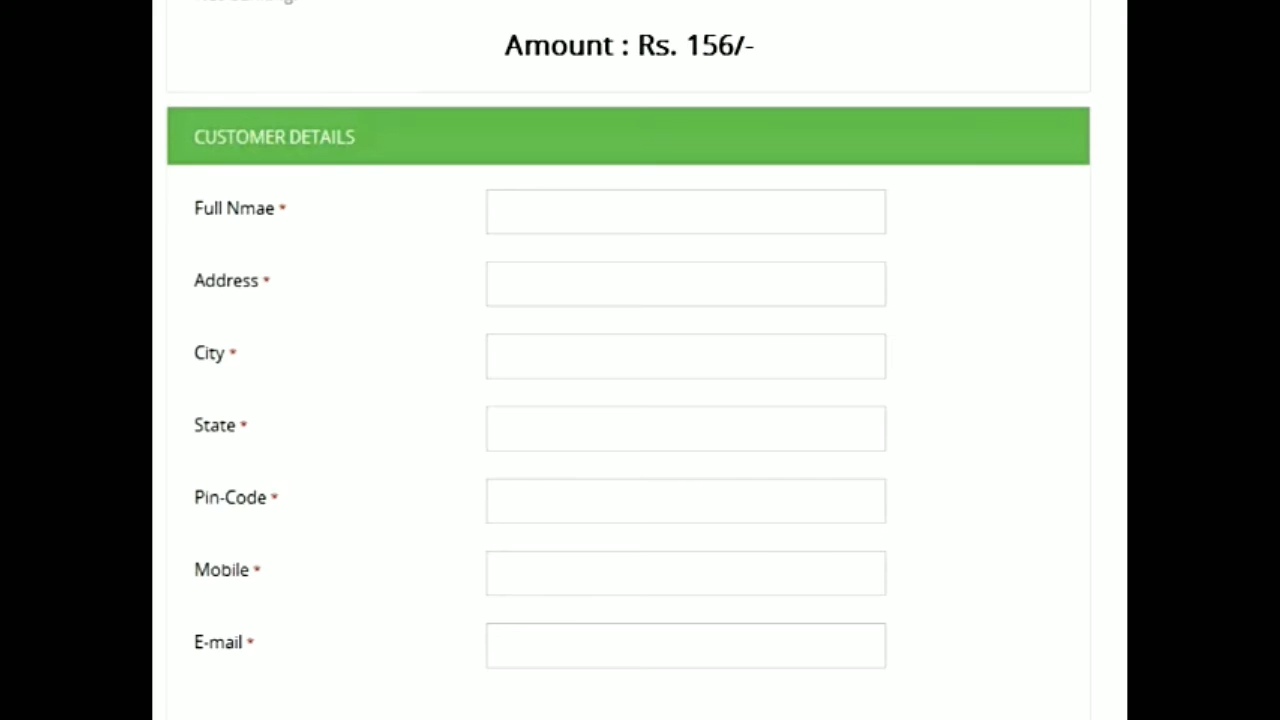 Amount : Rs. 156/-
CUSTOMER DETAILS
Full Nmae *
Address *
City *
State *
Pin-Code *
Mobile *
E-mail *